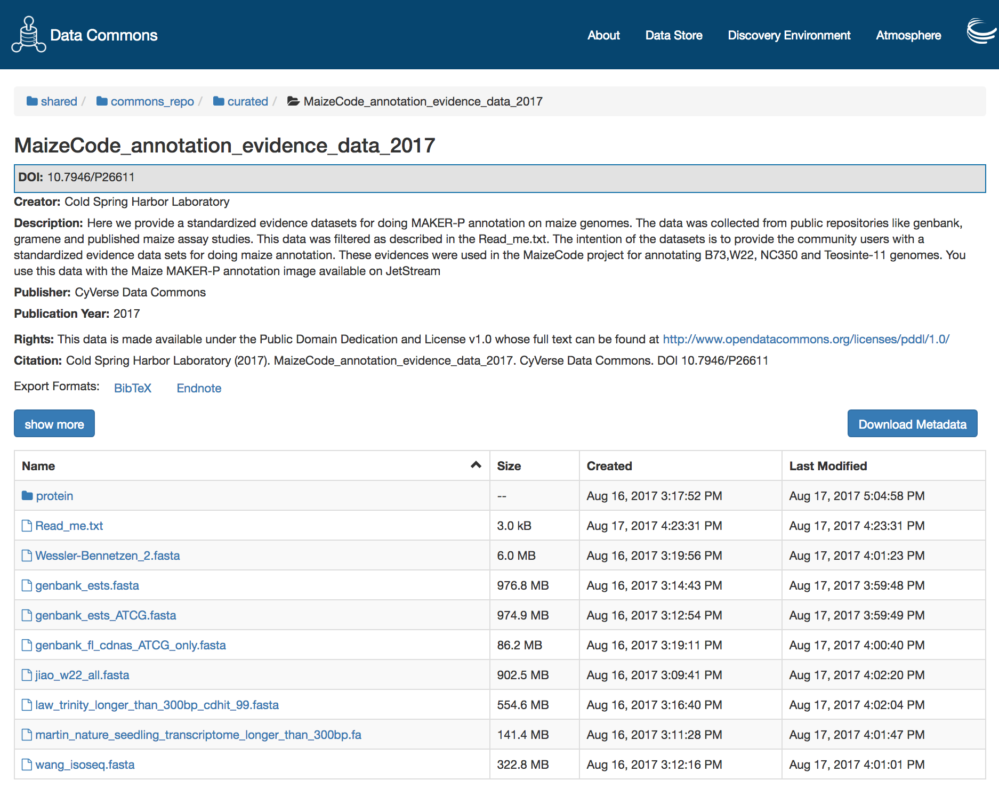 Data Commons
About Data Store Discovery Environment Atmosphere
shared / commons_repo / curated / MaizeCode_annotation_evidence_data_2017
MaizeCode_annotation_evidence_data_2017
DOI: 10.7946/P26611
Creator: Cold Spring Harbor Laboratory
Description: Here we provide a standardized evidence datasets for doing MAKER-P annotation on maize genomes. The data was collected from public repositories like genbank,
gramene and published maize assay studies. This data was filtered as described in the Read_me.txt. The intention of the datasets is to provide the community users with a
standardized evidence data sets for doing maize annotation. These evidences were used in the MaizeCode project for annotating B73,W22, NC350 and Teosinte-11 genomes. You
use this data with the Maize MAKER-P annotation image available on JetStream
Publisher: CyVerse Data Commons
Publication Year: 2017
Rights: This data is made available under the Public Domain Dedication and License v1.0 whose full text can be found at http://www.opendatacommons.org/licenses/pddl/1.0/
Citation: Cold Spring Harbor Laboratory (2017). MaizeCode_annotation_evidence_data_2017. CyVerse Data Commons. DOI 10.7946/P26611
Export Formats: BibTeX Endnote
show more Download Metadata
Name Size Created Last Modified
protein -- Aug 16, 2017 3:17:52 PM Aug 17, 2017 5:04:58 PM
Read_me.txt 3.0 kB Aug 17, 2017 4:23:31 PM Aug 17, 2017 4:23:31 PM
Wessler-Bennetzen_2.fasta 6.0 MB Aug 16, 2017 3:19:56 PM Aug 17, 2017 4:01:23 PM
genbank_ests.fasta 976.8 MB Aug 16, 2017 3:14:43 PM Aug 17, 2017 3:59:48 PM
genbank_ests_ATCG.fasta 974.9 MB Aug 16, 2017 3:12:54 PM Aug 17, 2017 3:59:49 PM
genbank_fl_cdnas_ATCG_only.fasta 86.2 MB Aug 16, 2017 3:19:11 PM Aug 17, 2017 4:00:40 PM
jiao_w22_all.fasta 902.5 MB Aug 16, 2017 3:09:41 PM Aug 17, 2017 4:02:20 PM
law_trinity_longer_than_300bp_cdhit_99.fasta 554.6 MB Aug 16, 2017 3:16:40 PM Aug 17, 2017 4:02:04 PM
martin_nature_seedling_transcriptome_longer_than_300bp.fa 141.4 MB Aug 16, 2017 3:11:28 PM Aug 17, 2017 4:01:47 PM
wang_isoseq.fasta 322.8 MB Aug 16, 2017 3:12:16 PM Aug 17, 2017 4:01:01 PM